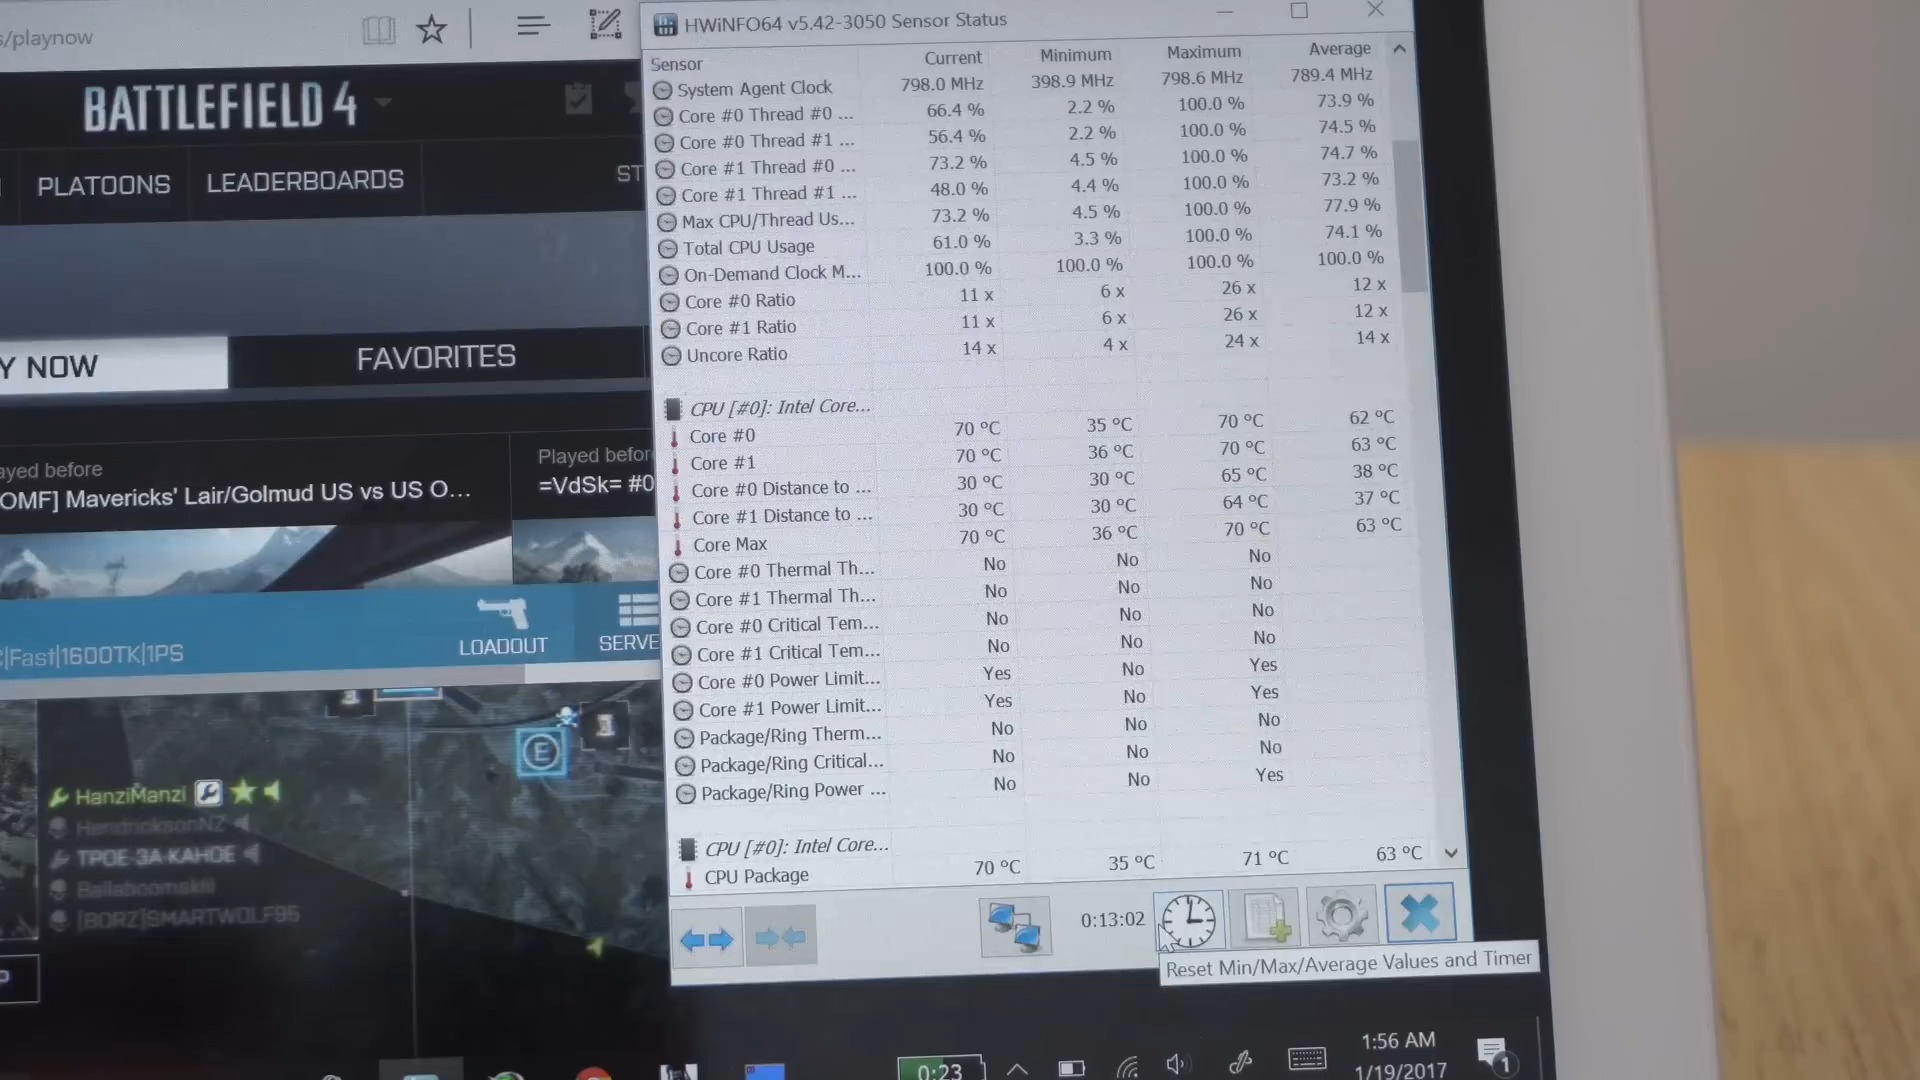 s/playnow
BATTLEFIELD 4
PLATOONS
LEADERBOARDS
ST
Y NOW
FAVORITES
ayed before
OMF] Mavericks' Lair/Golmud US vs US O...
Played before
=VdSk= #0
|Fast|1600TK|1PS
LOADOUT
SERVE
E
HanziManzi
HendricksonNZ
ТРОЕ-ЗА-КАНОЕ
Ballaboomskiii
[BORZ]SMARTWOLF95
HWiNFO64 v5.42-3050 Sensor Status
Sensor Current Minimum Maximum Average
System Agent Clock 798.0 MHz 398.9 MHz 798.6 MHz 789.4 MHz
Core #0 Thread #0 ... 66.4 % 2.2 % 100.0 % 73.9 %
Core #0 Thread #1 ... 56.4 % 2.2 % 100.0 % 74.5 %
Core #1 Thread #0 ... 73.2 % 4.5 % 100.0 % 74.7 %
Core #1 Thread #1 ... 48.0 % 4.4 % 100.0 % 73.2 %
Max CPU/Thread Us... 73.2 % 4.5 % 100.0 % 77.9 %
Total CPU Usage 61.0 % 3.3 % 100.0 % 74.1 %
On-Demand Clock M... 100.0 % 100.0 % 100.0 % 100.0 %
Core #0 Ratio 11 x 6 x 26 x 12 x
Core #1 Ratio 11 x 6 x 26 x 12 x
Uncore Ratio 14 x 4 x 24 x 14 x
CPU [#0]: Intel Core...
Core #0 70 °C 35 °C 70 °C 62 °C
Core #1 70 °C 36 °C 70 °C 63 °C
Core #0 Distance to ... 30 °C 30 °C 65 °C 38 °C
Core #1 Distance to ... 30 °C 30 °C 64 °C 37 °C
Core Max 70 °C 36 °C 70 °C 63 °C
Core #0 Thermal Th... No No No
Core #1 Thermal Th... No No No
Core #0 Critical Tem... No No No
Core #1 Critical Tem... No No No
Core #0 Power Limit... Yes No Yes
Core #1 Power Limit... Yes No Yes
Package/Ring Therm... No No No
Package/Ring Critical... No No No
Package/Ring Power ... No No Yes
CPU [#0]: Intel Core...
CPU Package 70 °C 35 °C 71 °C 63 °C
0:13:02
Reset Min/Max/Average Values and Timer
0:23
1:56 AM
1/19/2017
1